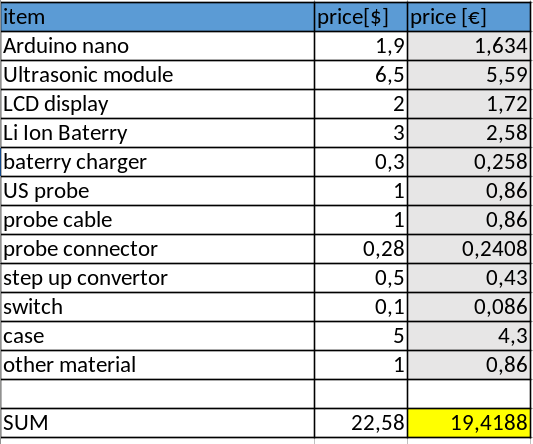 item price[$] price [€]
Arduino nano 1,9 1,634
Ultrasonic module 6,5 5,59
LCD display 2 1,72
Li Ion Baterry 3 2,58
baterry charger 0,3 0,258
US probe 1 0,86
probe cable 1 0,86
probe connector 0,28 0,2408
step up convertor 0,5 0,43
switch 0,1 0,086
case 5 4,3
other material 1 0,86
SUM 22,58 19,4188